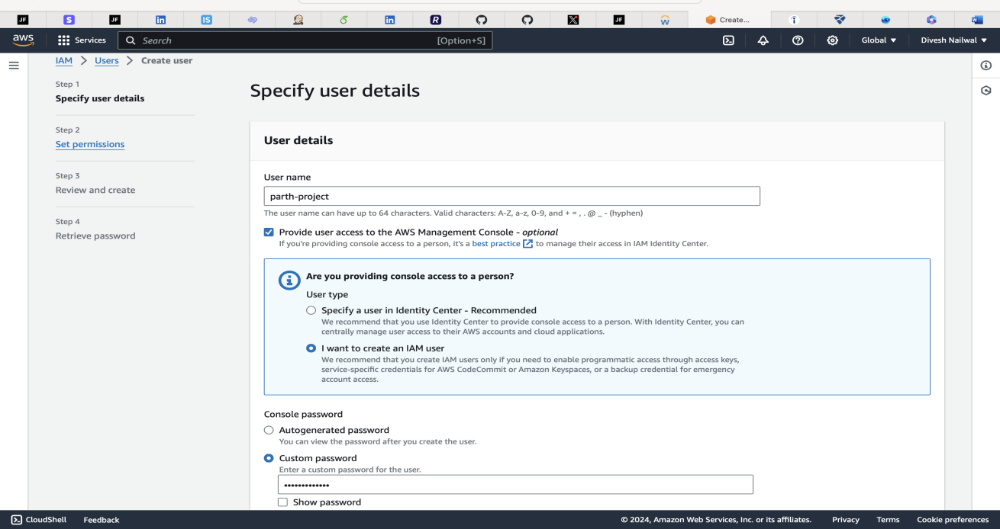 JF
S
JF
in
IS
in
R
X
JF
w
Create...
i
W
aws
Services
Search
[Option+S]
Global
Divesh Nailwal
IAM > Users > Create user
Step 1
Specify user details
Step 2
Set permissions
Step 3
Review and create
Step 4
Retrieve password
Specify user details
User details
User name
parth-project
The user name can have up to 64 characters. Valid characters: A-Z, a-z, 0-9, and + = , . @ _ - (hyphen)
Provide user access to the AWS Management Console - optional
If you're providing console access to a person, it's a best practice to manage their access in IAM Identity Center.
Are you providing console access to a person?
User type
Specify a user in Identity Center - Recommended
We recommend that you use Identity Center to provide console access to a person. With Identity Center, you can
centrally manage user access to their AWS accounts and cloud applications.
I want to create an IAM user
We recommend that you create IAM users only if you need to enable programmatic access through access keys,
service-specific credentials for AWS CodeCommit or Amazon Keyspaces, or a backup credential for emergency
account access.
Console password
Autogenerated password
You can view the password after you create the user.
Custom password
Enter a custom password for the user.
•••••••••••••
Show password
CloudShell
Feedback
© 2024, Amazon Web Services, Inc. or its affiliates.
Privacy
Terms
Cookie preferences